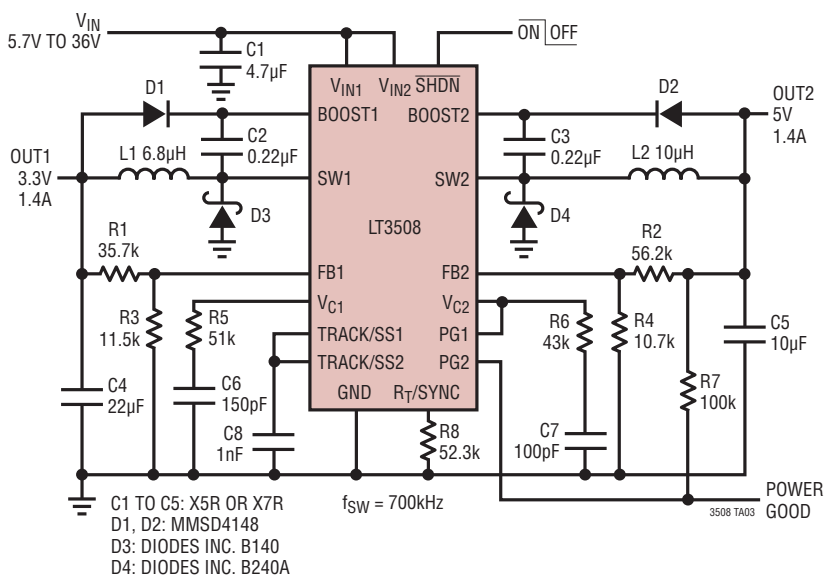 VIN
5.7V TO 36V
C1
4.7µF
ON OFF
VIN1
VIN2
SHDN
D1
D2
BOOST1
BOOST2
OUT2
5V
1.4A
C2
0.22µF
C3
0.22µF
OUT1
3.3V
1.4A
L1 6.8µH
L2 10µH
SW1
SW2
D3
D4
LT3508
R1
35.7k
R2
56.2k
FB1
FB2
VC1
VC2
R3
11.5k
R5
51k
TRACK/SS1
TRACK/SS2
PG1
PG2
R6
43k
R4
10.7k
C5
10µF
C4
22µF
C6
150pF
GND
RT/SYNC
R7
100k
C8
1nF
R8
52.3k
C7
100pF
fSW = 700kHz
POWER
GOOD
3508 TA03
C1 TO C5: X5R OR X7R
D1, D2: MMSD4148
D3: DIODES INC. B140
D4: DIODES INC. B240A